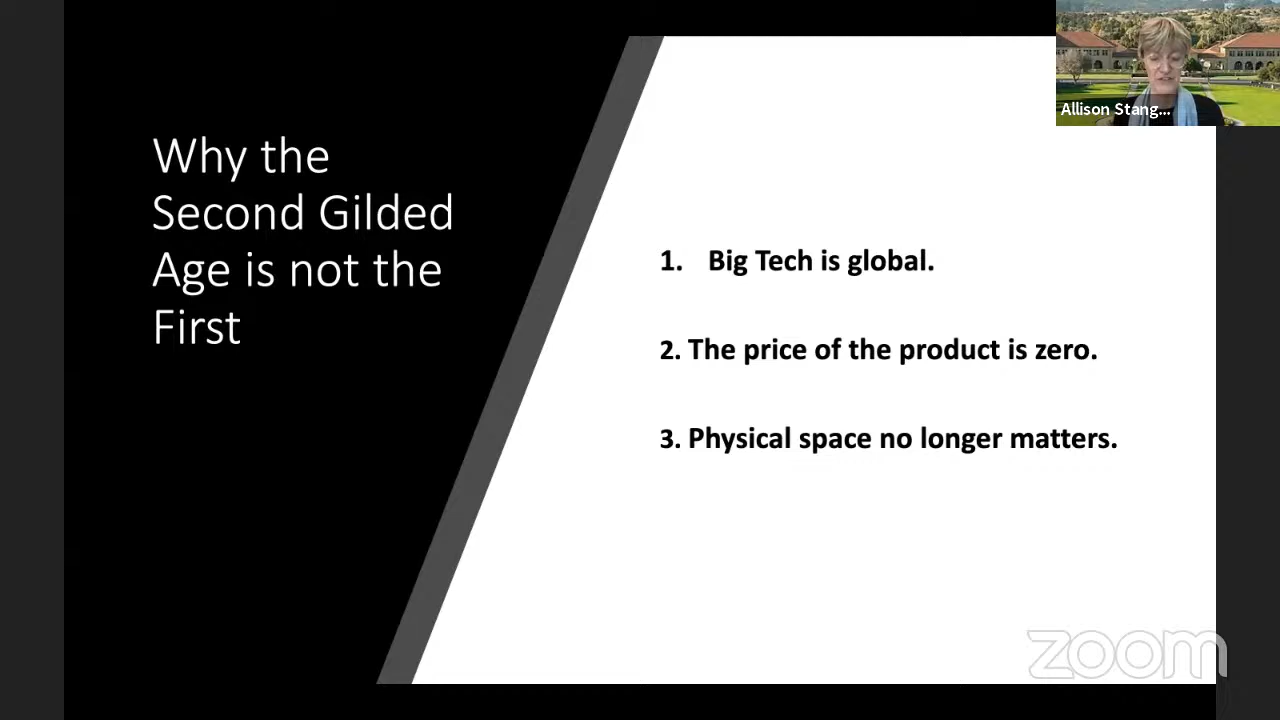 Why the
Second Gilded
Age is not the
First
1. Big Tech is global.
2. The price of the product is zero.
3. Physical space no longer matters.
Allison Stang...
zoom